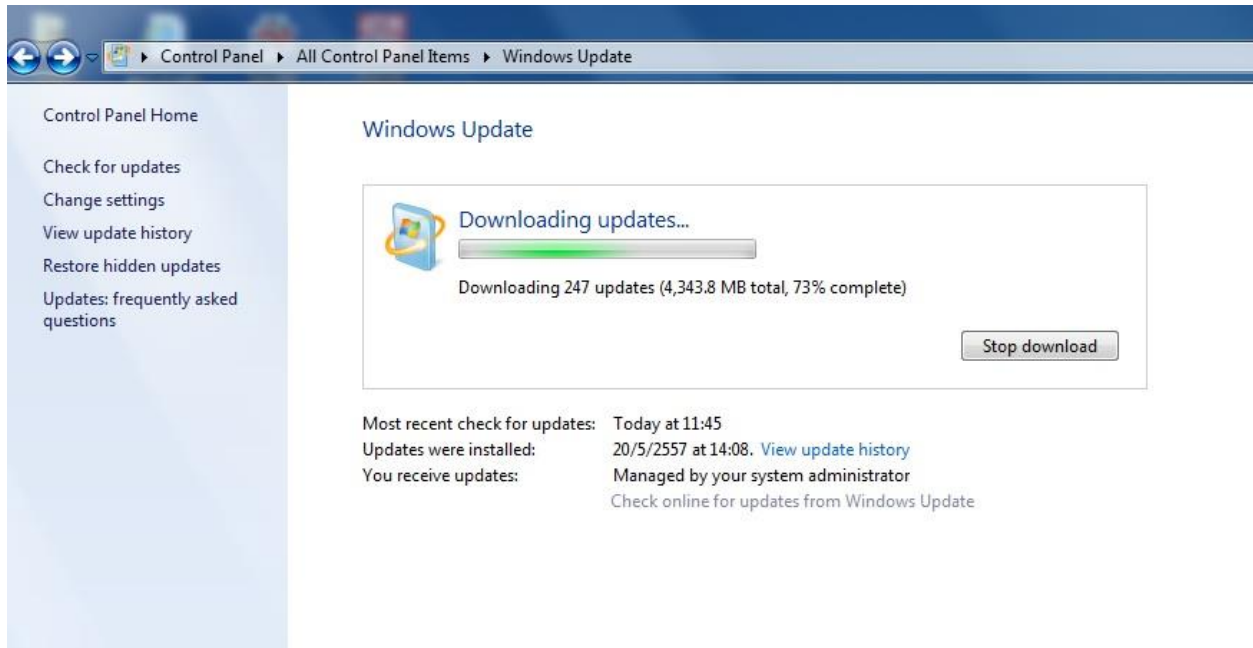 Control Panel ▸ All Control Panel Items ▸ Windows Update
Control Panel Home
Check for updates
Change settings
View update history
Restore hidden updates
Updates: frequently asked
questions
Windows Update
Downloading updates...
Downloading 247 updates (4,343.8 MB total, 73% complete)
Stop download
Most recent check for updates: Today at 11:45
Updates were installed: 20/5/2557 at 14:08. View update history
You receive updates: Managed by your system administrator
Check online for updates from Windows Update